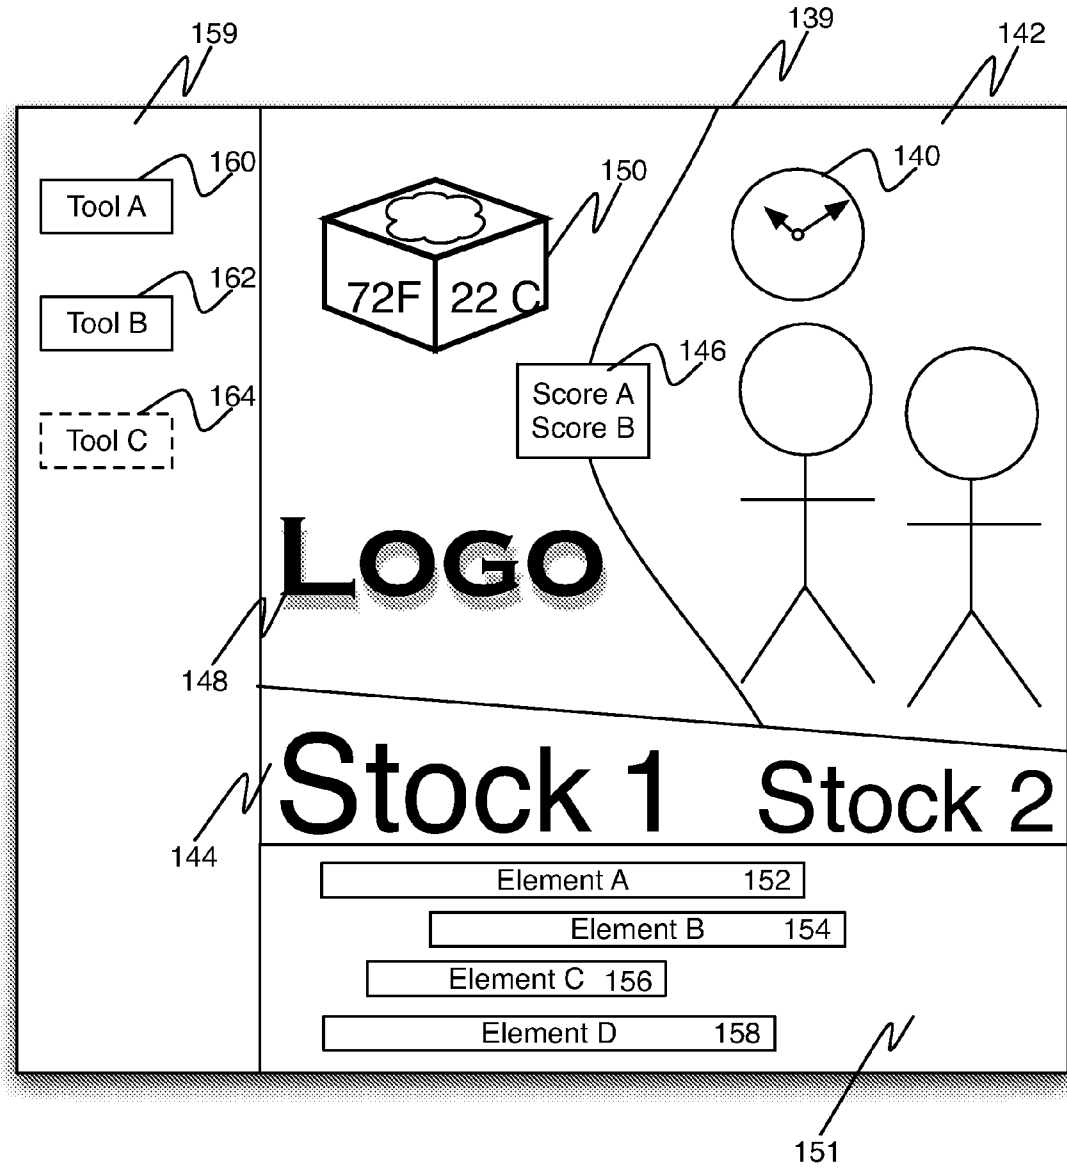 159
139
142
160
Tool A
150
140
162
Tool B
72F
22 C
146
Score A
Score B
164
Tool C
LOGO
148
Stock 1
Stock 2
144
Element A 152
Element B 154
Element C 156
Element D 158
151